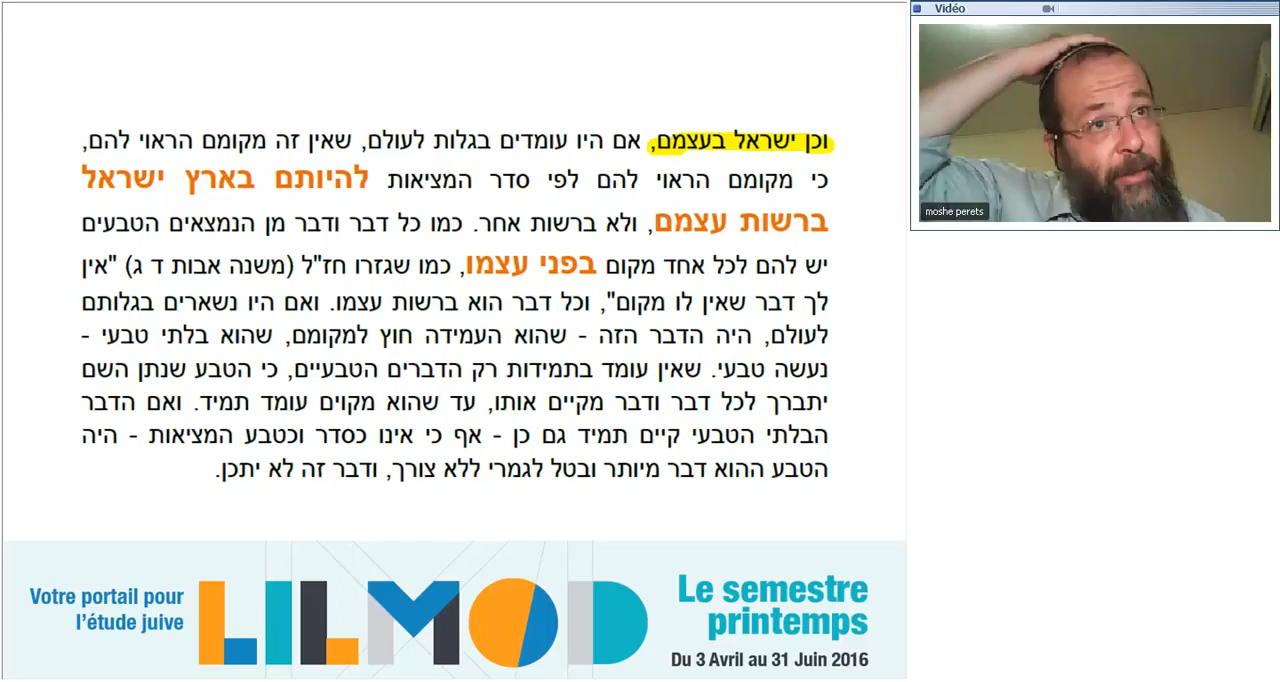 Vidéo
moshe perets
וכן ישראל בעצמם, אם היו עומדים בגלות לעולם, שאין זה מקומם הראוי להם,
כי מקומם הראוי להם לפי סדר המציאות להיותם בארץ ישראל
ברשות עצמם, ולא ברשות אחר. כמו כל דבר ודבר מן הנמצאים הטבעים
יש להם לכל אחד מקום בפני עצמו, כמו שגזרו חז"ל (משנה אבות ד ג) "אין
לך דבר שאין לו מקום", וכל דבר הוא ברשות עצמו. ואם היו נשארים בגלותם
לעולם, היה הדבר הזה - שהוא העמידה חוץ למקומם, שהוא בלתי טבעי -
נעשה טבעי. שאין עומד בתמידות רק הדברים הטבעיים, כי הטבע שנתן השם
יתברך לכל דבר ודבר מקיים אותו, עד שהוא מקוים עומד תמיד. ואם הדבר
הבלתי הטבעי קיים תמיד גם כן - אף כי אינו כסדר וכטבע המציאות - היה
הטבע ההוא דבר מיותר ובטל לגמרי ללא צורך, ודבר זה לא יתכן.
Votre portail pour
l'étude juive
LILMOD
Le semestre
printemps
Du 3 Avril au 31 Juin 2016